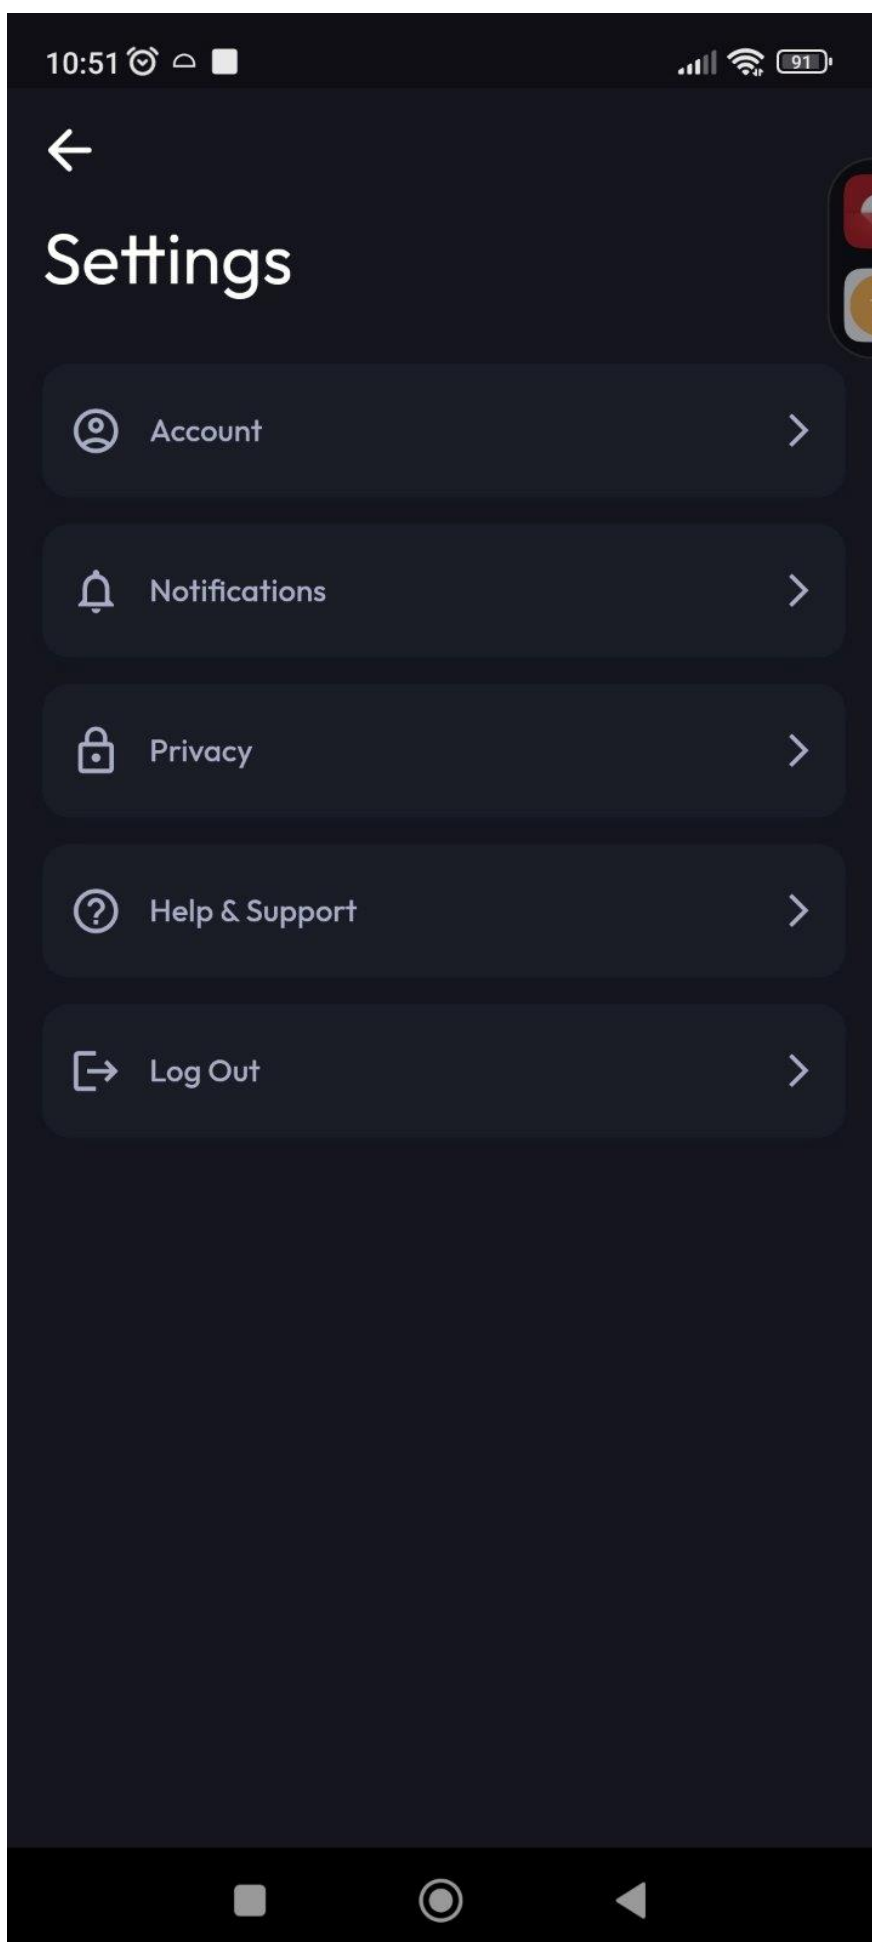 10:51
91
Settings
Account
Notifications
Privacy
Help & Support
Log Out